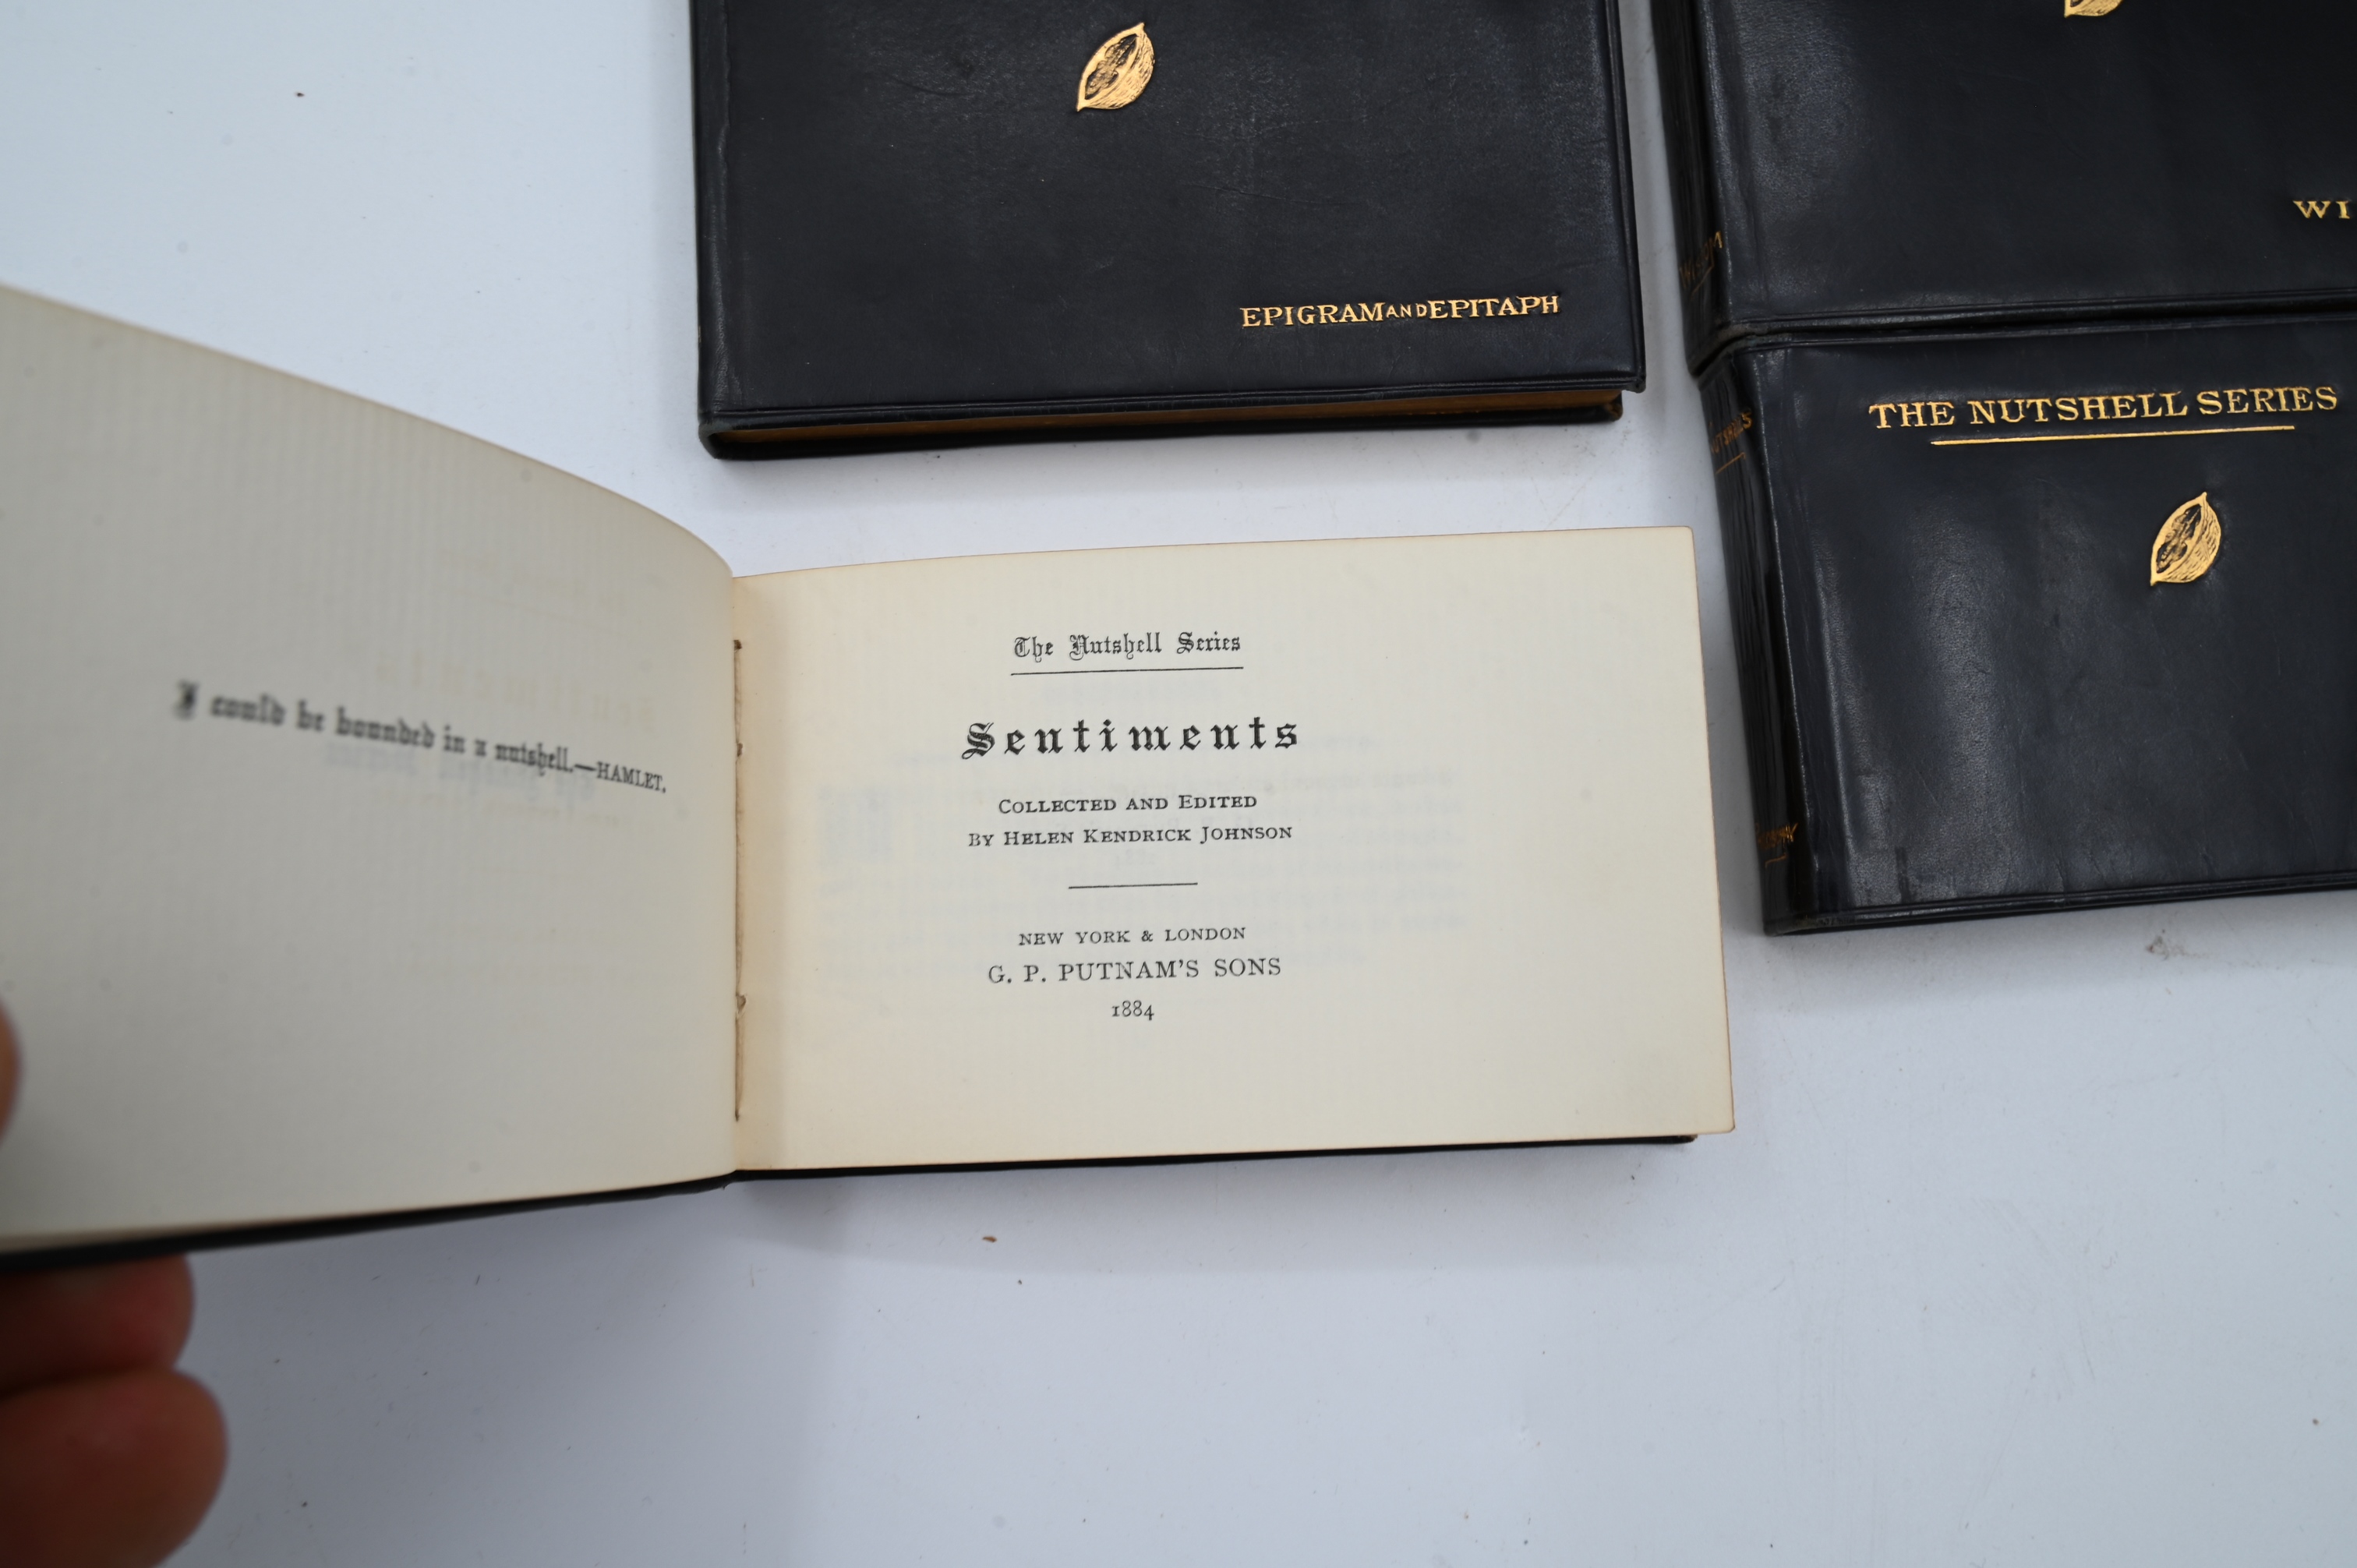 EPIGRAM AND EPITAPH
WI
THE NUTSHELL SERIES
I could be bounded in a nutshell.—HAMLET.
The Nutshell Series
Sentiments
COLLECTED AND EDITED
BY HELEN KENDRICK JOHNSON
NEW YORK & LONDON
G. P. PUTNAM'S SONS
1884